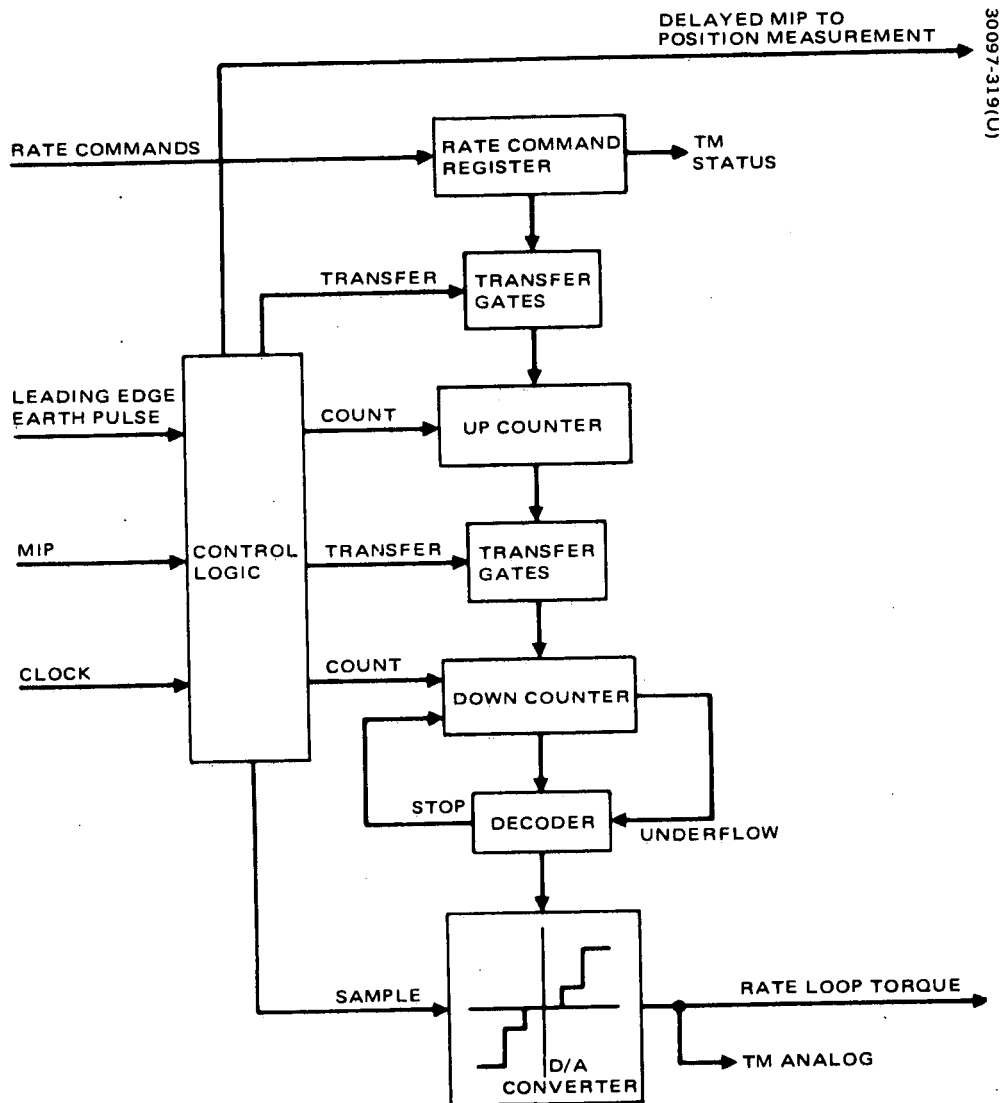 DELAYED MIP TO
POSITION MEASUREMENT
30097-319(U)
RATE COMMANDS
RATE COMMAND
REGISTER
TM
STATUS
TRANSFER
TRANSFER
GATES
LEADING EDGE
EARTH PULSE
COUNT
UP COUNTER
MIP
CONTROL
LOGIC
TRANSFER
TRANSFER
GATES
CLOCK
COUNT
DOWN COUNTER
STOP
DECODER
UNDERFLOW
SAMPLE
D/A
CONVERTER
RATE LOOP TORQUE
TM ANALOG